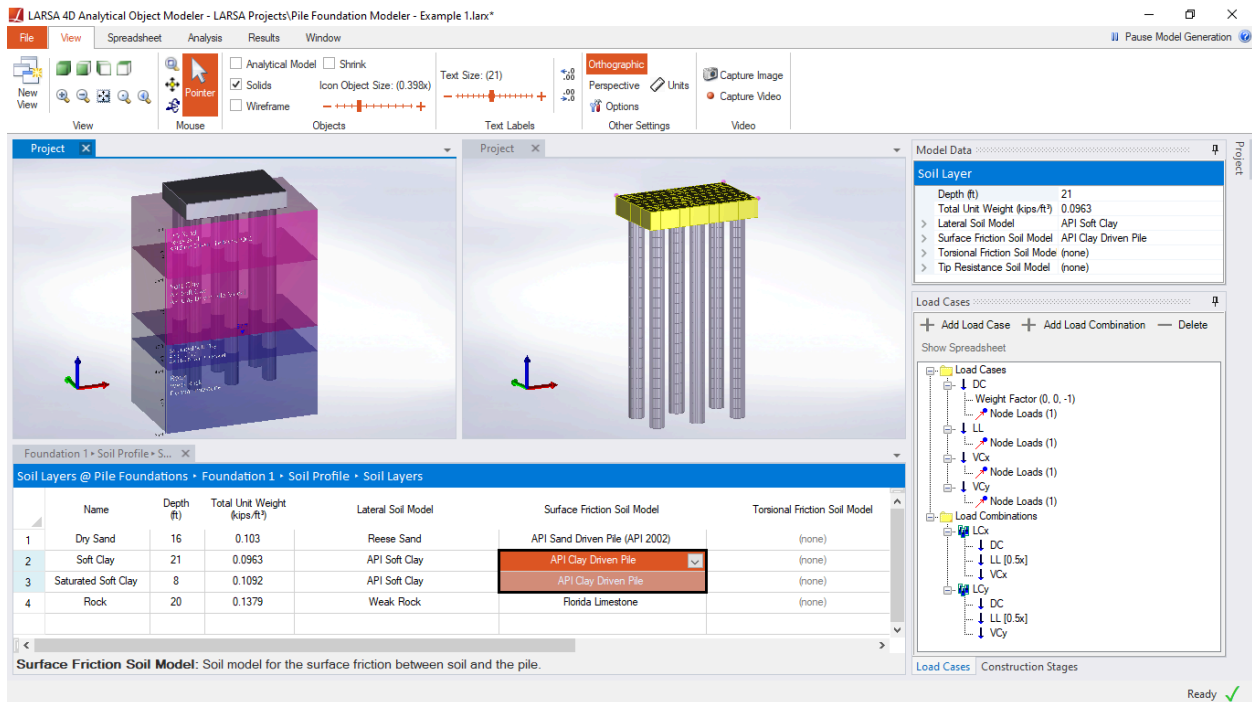 LARSA 4D Analytical Object Modeler - LARSA Projects\Pile Foundation Modeler - Example 1.larx*
File View Spreadsheet Analysis Results Window Pause Model Generation
New View
View
Pointer
Mouse
Analytical Model Shrink
Solids Icon Object Size: (0.398x)
Wireframe
Objects
Text Size: (21)
Text Labels
Orthographic
Perspective Units
Options
Other Settings
Capture Image
Capture Video
Video
Project
Project
Soft Clay
Rock
Foundation 1 ▸ Soil Profile ▸ S...
Soil Layers @ Pile Foundations ▸ Foundation 1 ▸ Soil Profile ▸ Soil Layers
Name Depth (ft) Total Unit Weight (kips/ft³) Lateral Soil Model Surface Friction Soil Model Torsional Friction Soil Model
1 Dry Sand 16 0.103 Reese Sand API Sand Driven Pile (API 2002) (none)
2 Soft Clay 21 0.0963 API Soft Clay API Clay Driven Pile (none)
3 Saturated Soft Clay 8 0.1092 API Soft Clay API Clay Driven Pile (none)
4 Rock 20 0.1379 Weak Rock Florida Limestone (none)
Surface Friction Soil Model: Soil model for the surface friction between soil and the pile.
Model Data
Soil Layer
Depth (ft) 21
Total Unit Weight (kips/ft³) 0.0963
Lateral Soil Model API Soft Clay
Surface Friction Soil Model API Clay Driven Pile
Torsional Friction Soil Mode (none)
Tip Resistance Soil Model (none)
Project
Load Cases
Add Load Case Add Load Combination Delete
Show Spreadsheet
Load Cases
DC
Weight Factor (0, 0, -1)
Node Loads (1)
LL
Node Loads (1)
VCx
Node Loads (1)
VCy
Node Loads (1)
Load Combinations
LCx
DC
LL [0.5x]
VCx
LCy
DC
LL [0.5x]
VCy
Load Cases Construction Stages
Ready